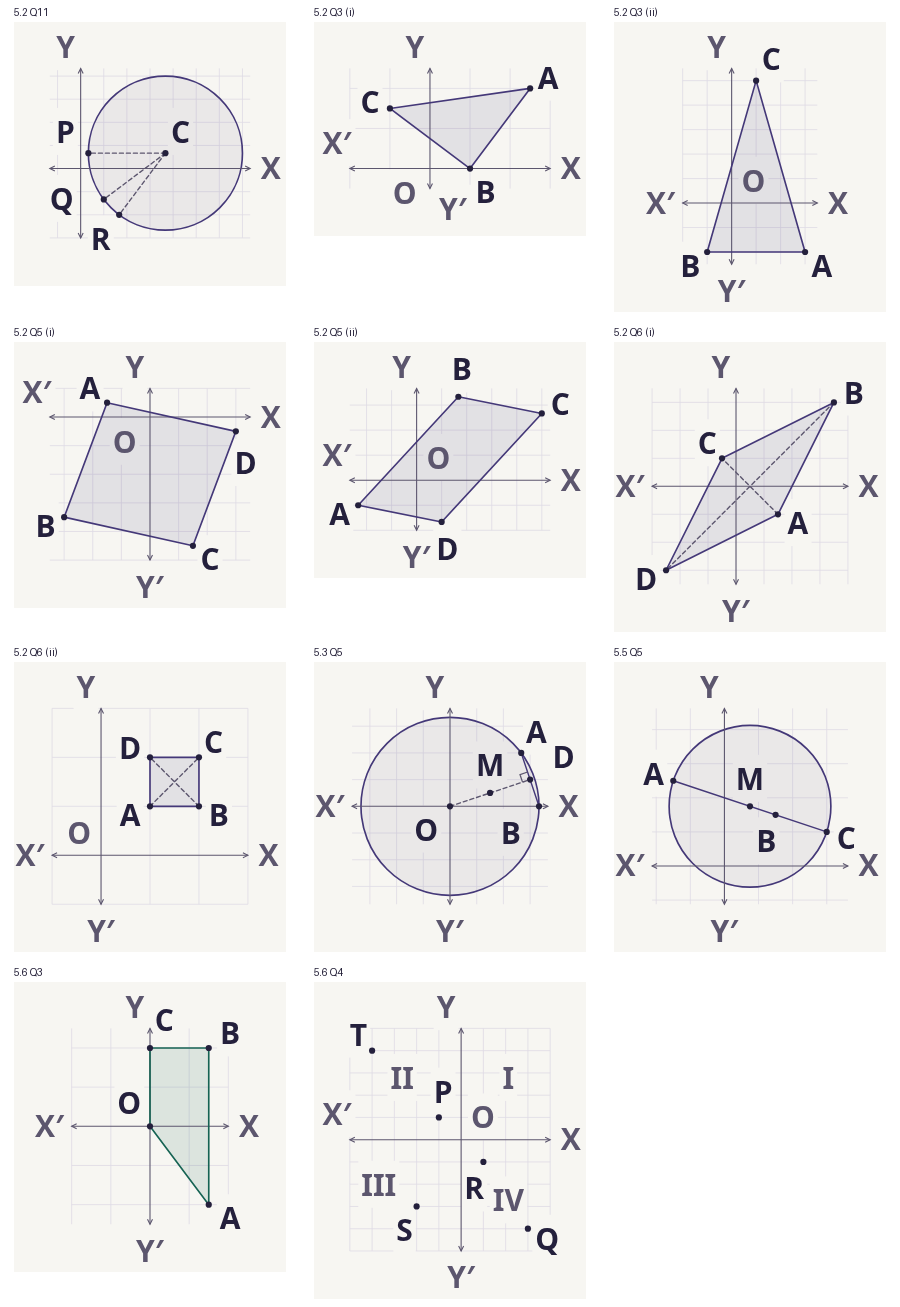 5.2 Q11
Y
P
C
X
Q
R
5.2 Q3 (i)
Y
A
C
X′
X
O
Y′
B
5.2 Q3 (ii)
Y
C
O
X′
X
B
A
Y′
5.2 Q5 (i)
Y
X′
A
X
O
D
B
C
Y′
5.2 Q5 (ii)
Y
B
C
X′
O
X
A
Y′
D
5.2 Q6 (i)
Y
B
C
X′
X
A
D
Y′
5.2 Q6 (ii)
Y
D
C
A
B
O
X′
X
Y′
5.3 Q5
Y
A
M
D
X′
X
O
B
Y′
5.5 Q5
Y
A
M
B
C
X′
X
Y′
5.6 Q3
Y
C
B
O
X′
X
A
Y′
5.6 Q4
Y
T
II
I
P
X′
O
X
III
R
IV
S
Q
Y′